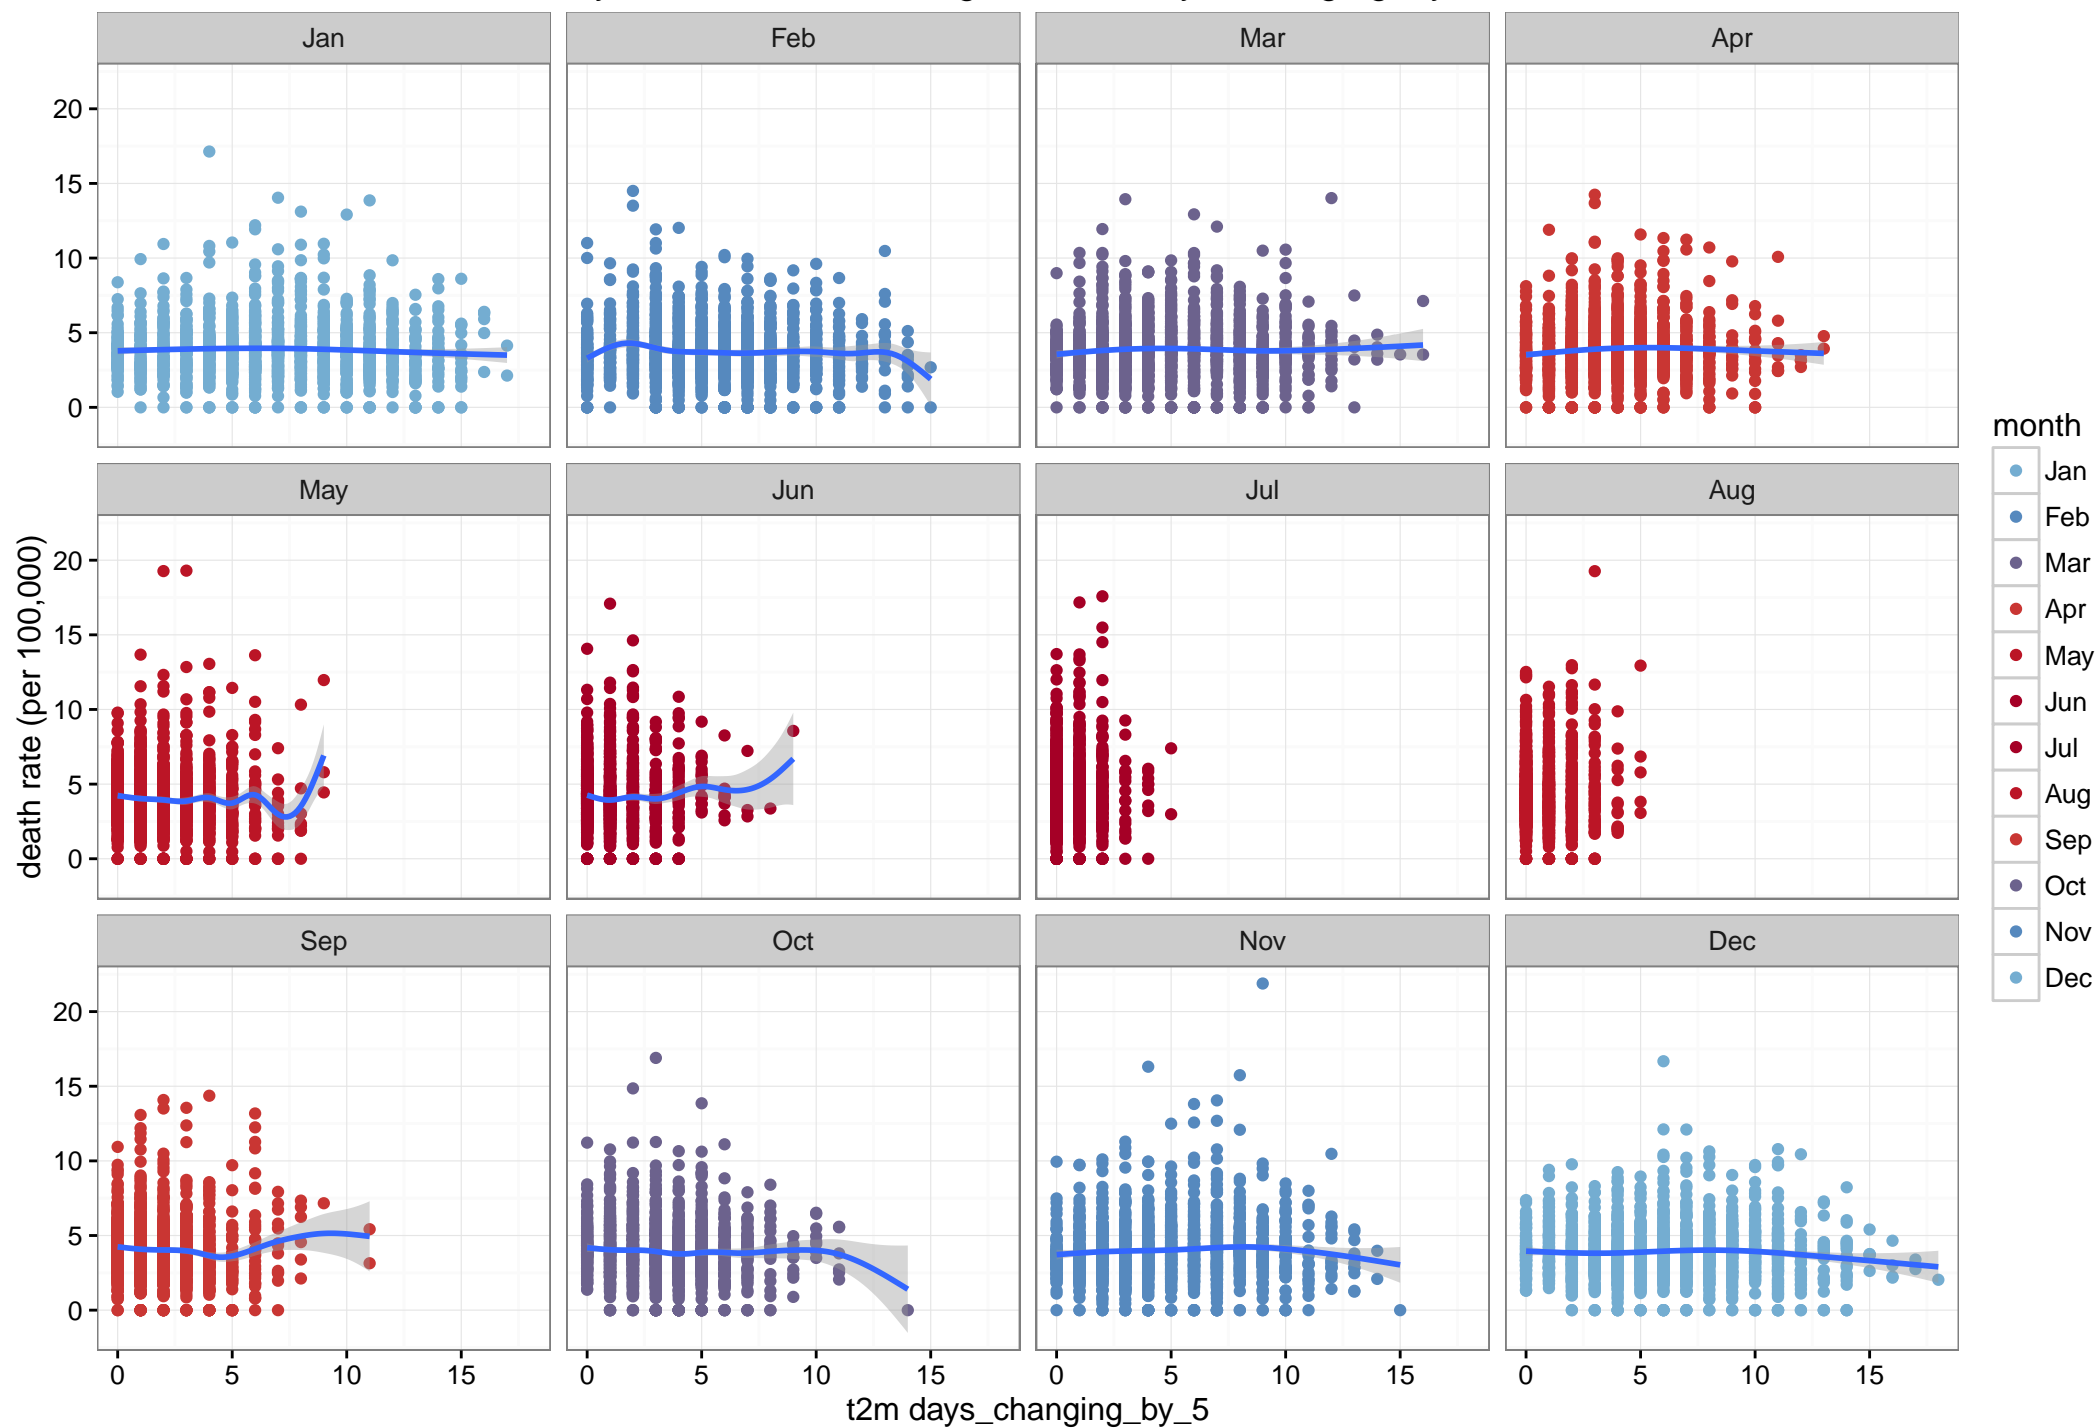 Jan Feb Mar Apr
20
15
10
5
0
May Jun Jul Aug
20
15
10
5
0
Sep Oct Nov Dec
20
15
10
5
0
0 5 10 15 0 5 10 15 0 5 10 15 0 5 10 15
t2m days_changing_by_5
death rate (per 100,000)
month
Jan
Feb
Mar
Apr
May
Jun
Jul
Aug
Sep
Oct
Nov
Dec